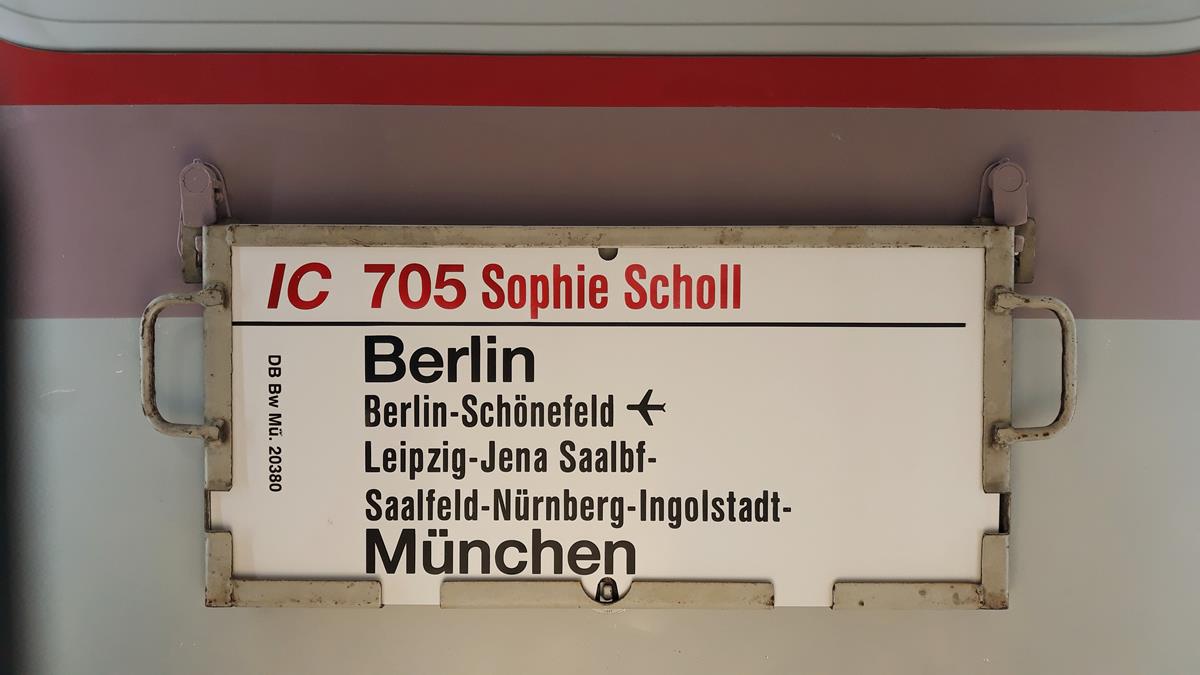 IC 705 Sophie Scholl
Berlin
Berlin-Schönefeld
Leipzig-Jena Saalbf-
Saalfeld-Nürnberg-Ingolstadt-
München
DB Bw Mü. 20380